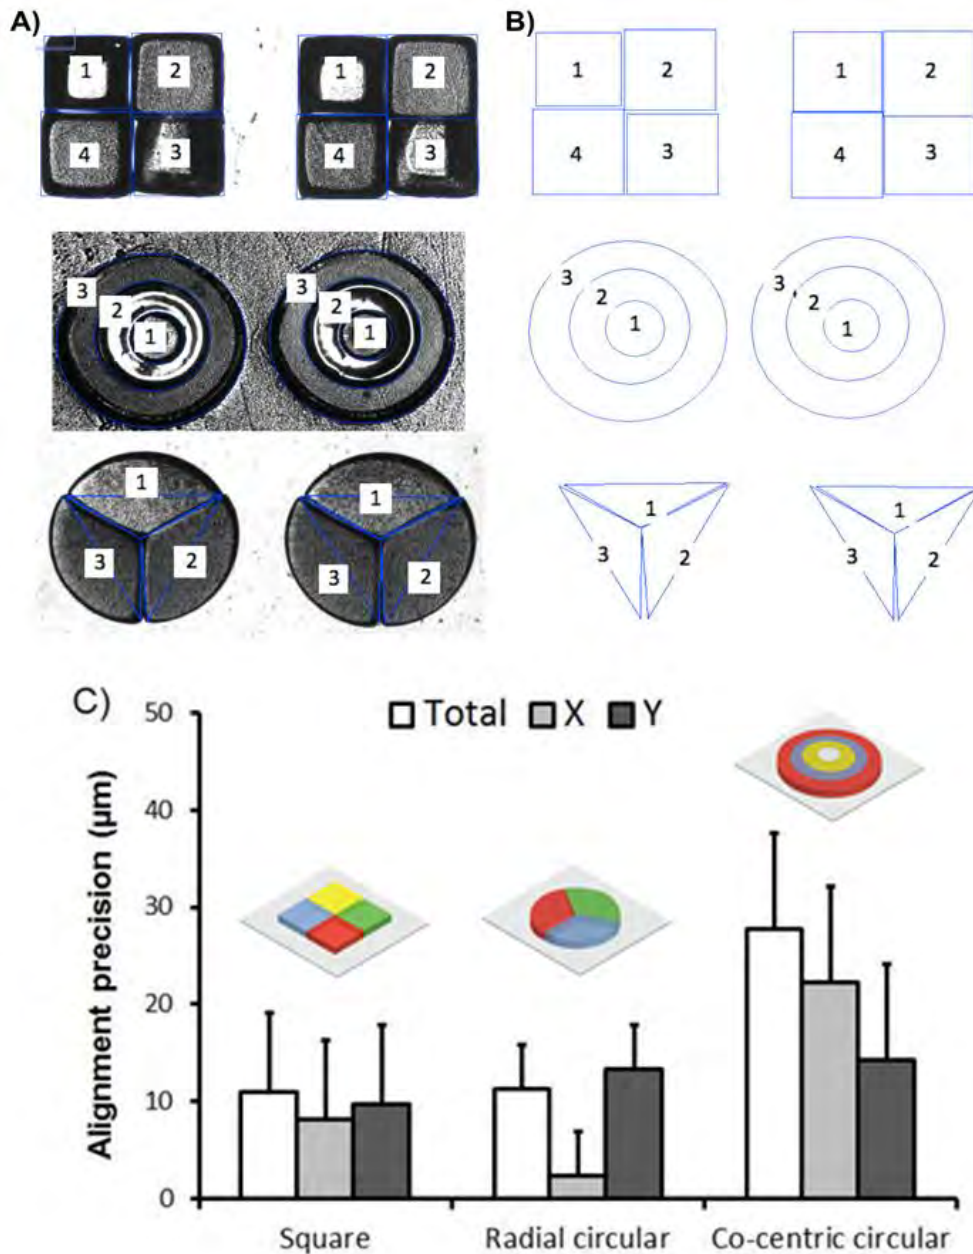 A)
B)
1 2 1 2 1 2 1 2
4 3 4 3 4 3 4 3
3 3 3 3
2 2 2 2
1 1 1 1
1 1 1 1
3 2 3 2 3 2 3 2
C)
50 Total X Y
40
30
20
10
0
Alignment precision (µm)
Square Radial circular Co-centric circular